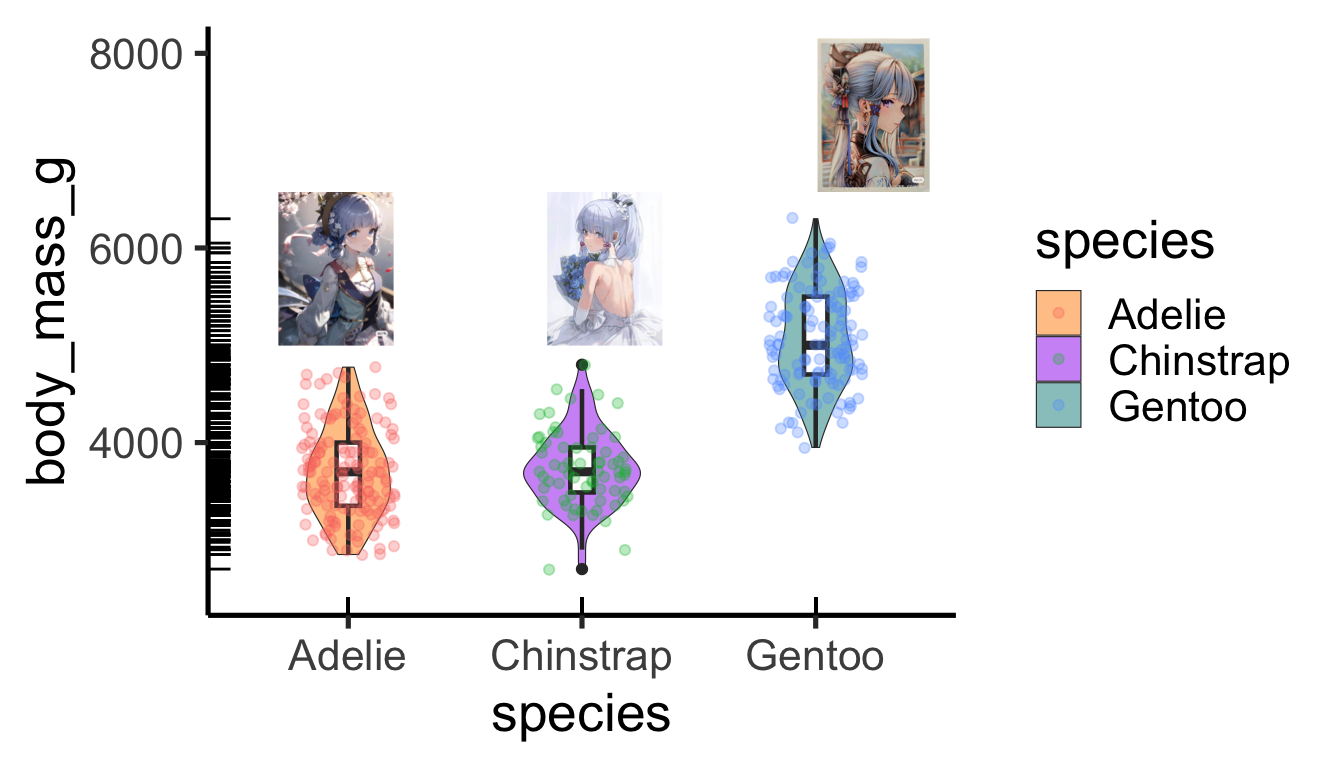 8000
6000
4000
body_mass_g
Adelie
Chinstrap
Gentoo
species
species
Adelie
Chinstrap
Gentoo